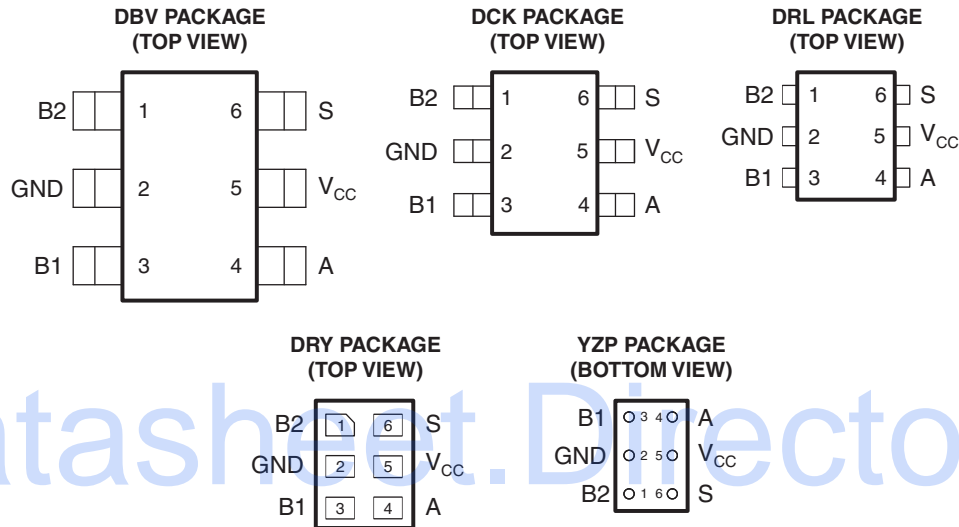 DBV PACKAGE
(TOP VIEW)
B2 1 6 S
GND 2 5 VCC
B1 3 4 A
DCK PACKAGE
(TOP VIEW)
B2 1 6 S
GND 2 5 VCC
B1 3 4 A
DRL PACKAGE
(TOP VIEW)
B2 1 6 S
GND 2 5 VCC
B1 3 4 A
DRY PACKAGE
(TOP VIEW)
B2 1 6 S
GND 2 5 VCC
B1 3 4 A
YZP PACKAGE
(BOTTOM VIEW)
B1 3 4 A
GND 2 5 VCC
B2 1 6 S
atasheet.Directo